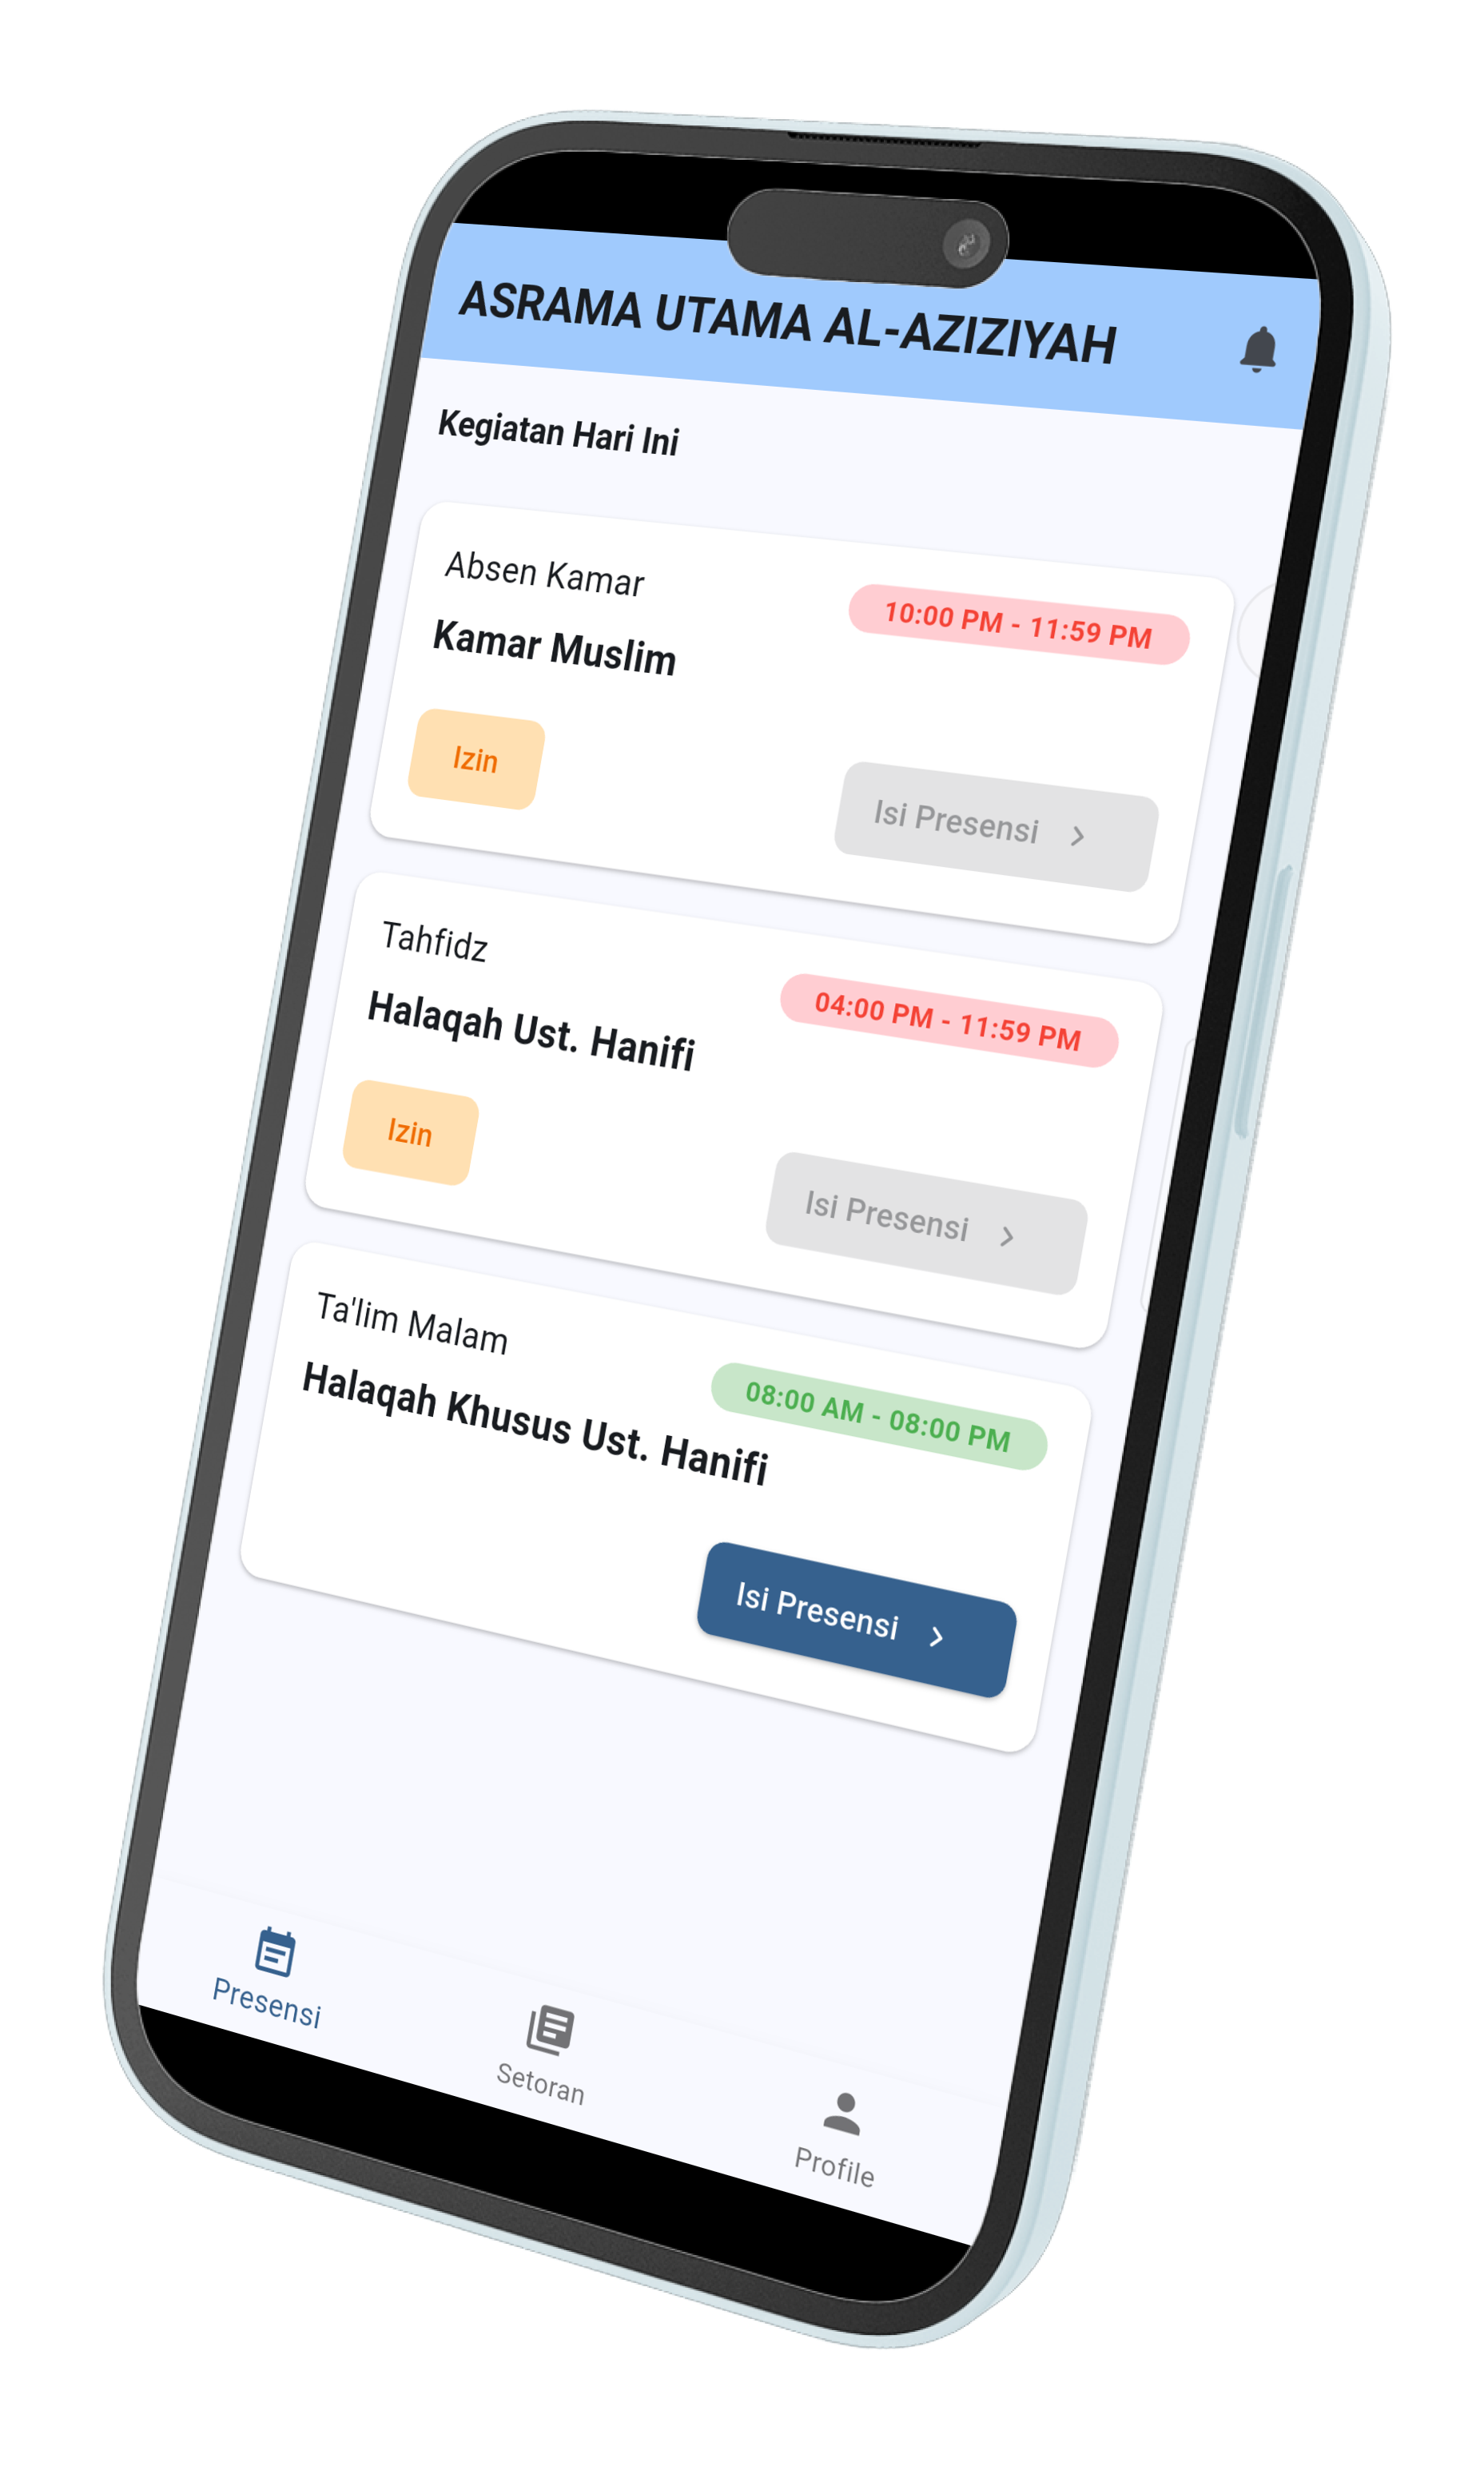 ASRAMA UTAMA AL-AZIZIYAH
Kegiatan Hari Ini
Absen Kamar
10:00 PM - 11:59 PM
Kamar Muslim
Izin
Isi Presensi
Tahfidz
04:00 PM - 11:59 PM
Halaqah Ust. Hanifi
Izin
Isi Presensi
Ta'lim Malam
08:00 AM - 08:00 PM
Halaqah Khusus Ust. Hanifi
Isi Presensi
Presensi
Setoran
Profile